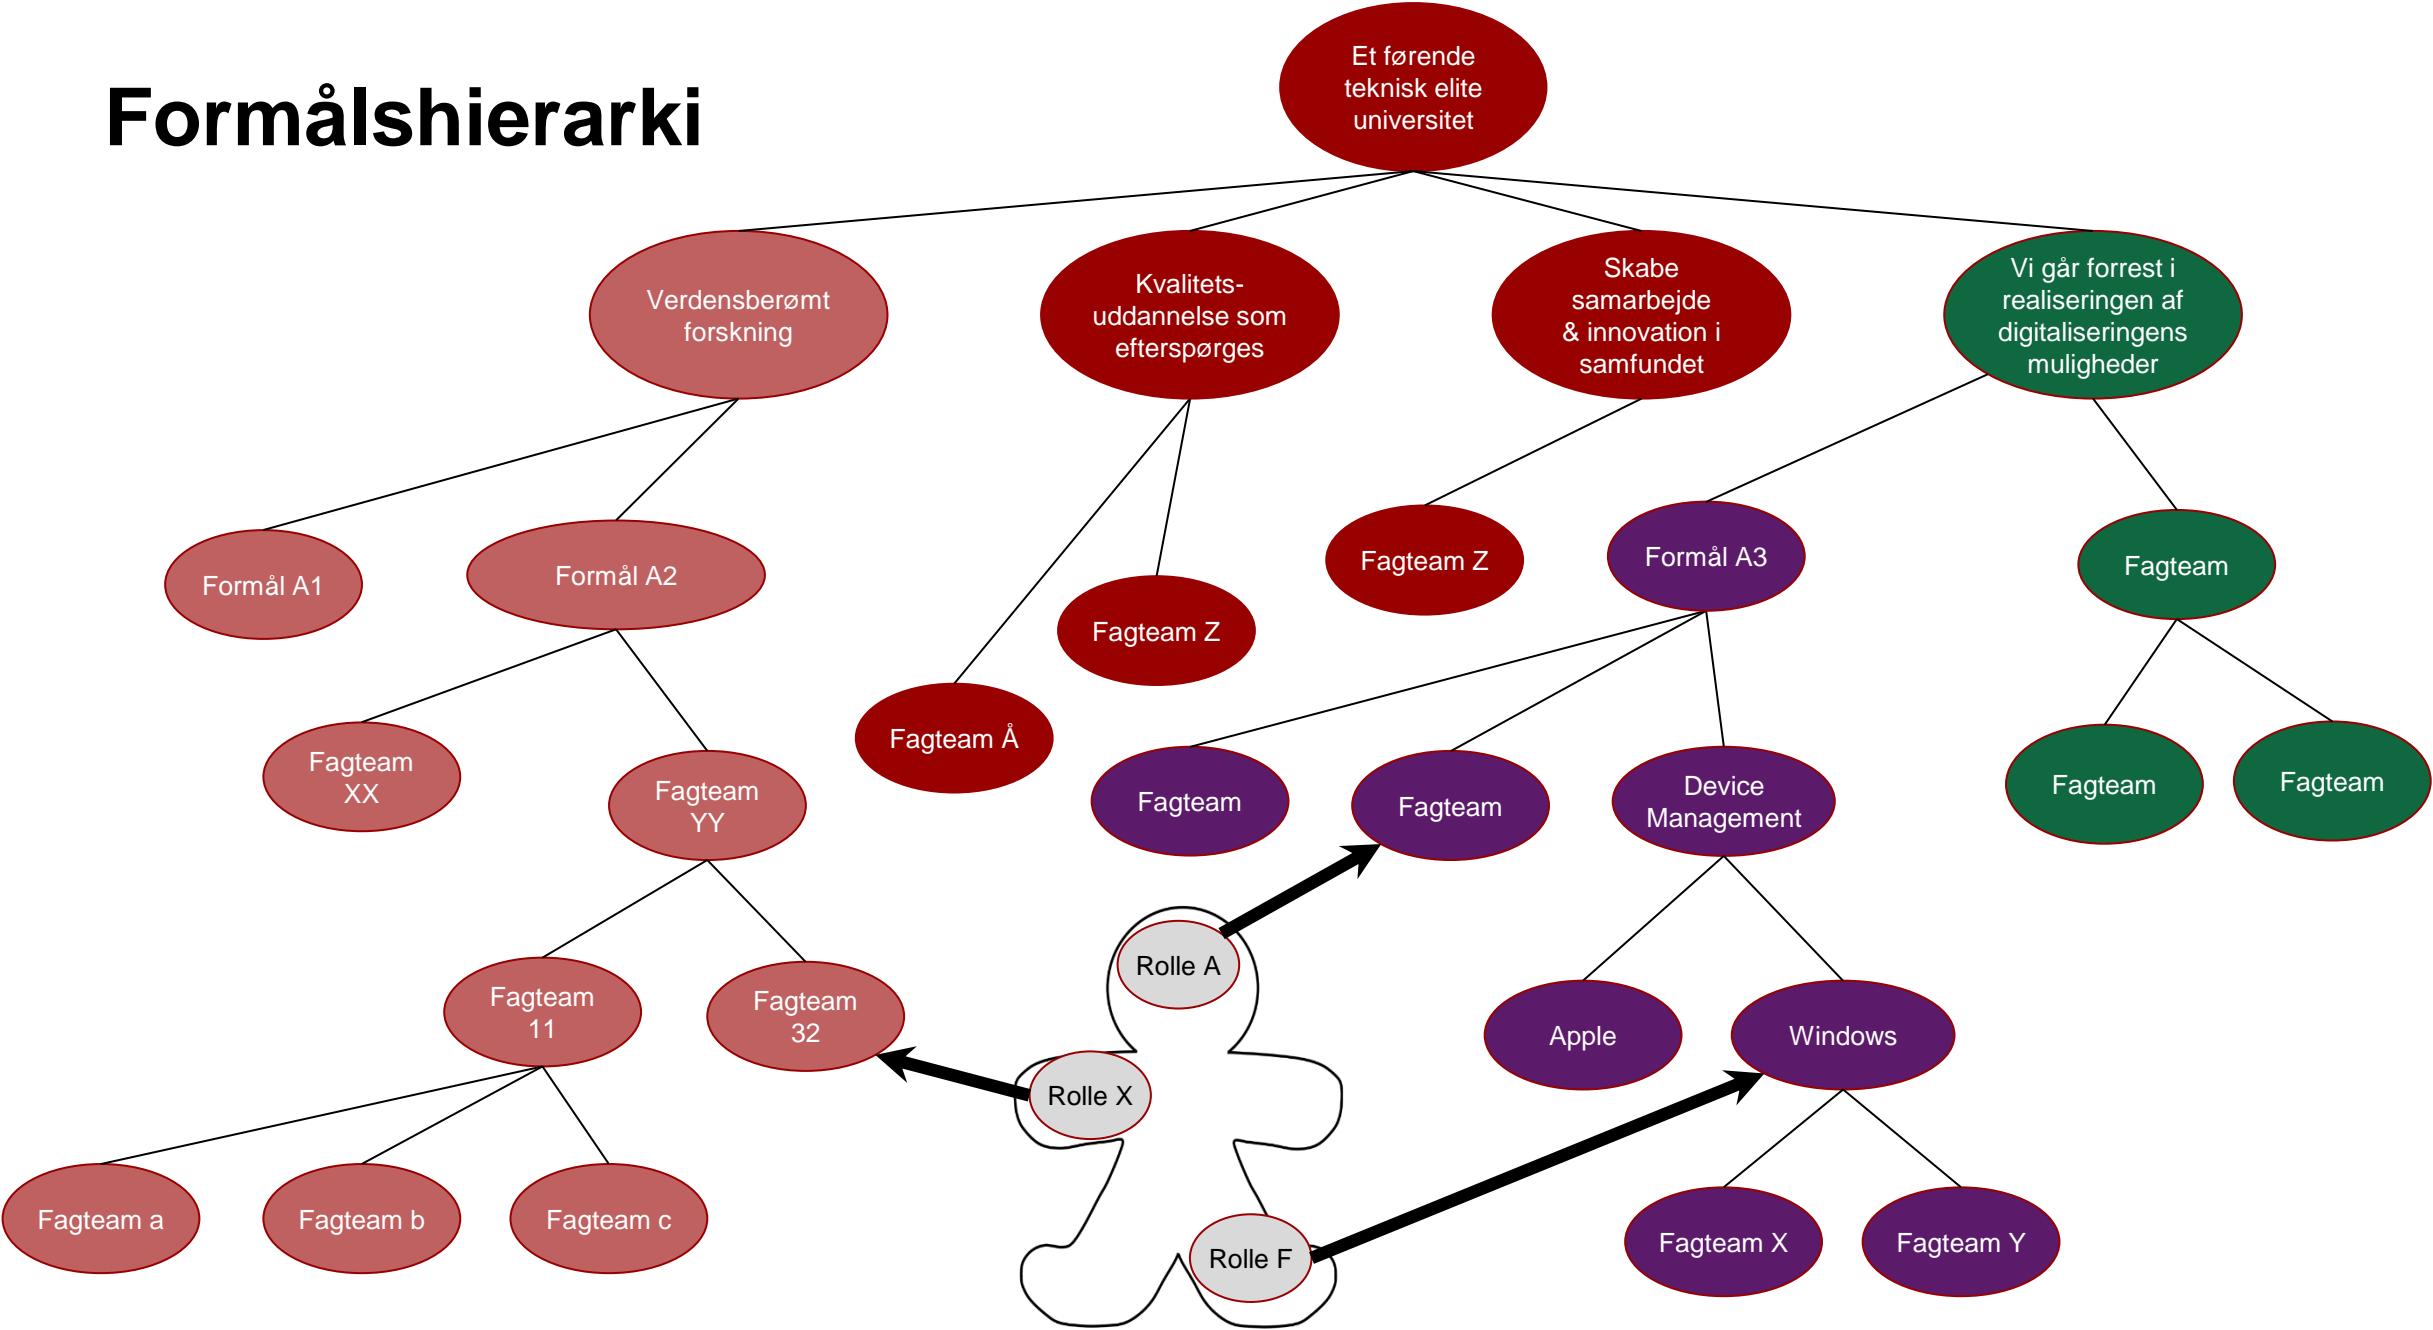 Formålshierarki
Et førende
teknisk elite
universitet
Verdensberømt
forskning
Kvalitets-
uddannelse som
efterspørges
Skabe
samarbejde
& innovation i
samfundet
Vi går forrest i
realiseringen af
digitaliseringens
muligheder
Formål A1
Formål A2
Fagteam Z
Formål A3
Fagteam
Fagteam Z
Fagteam Å
Fagteam
XX
Fagteam
YY
Fagteam
Fagteam
Device
Management
Fagteam
Fagteam
Rolle A
Fagteam
11
Fagteam
32
Apple
Windows
Rolle X
Fagteam a
Fagteam b
Fagteam c
Rolle F
Fagteam X
Fagteam Y